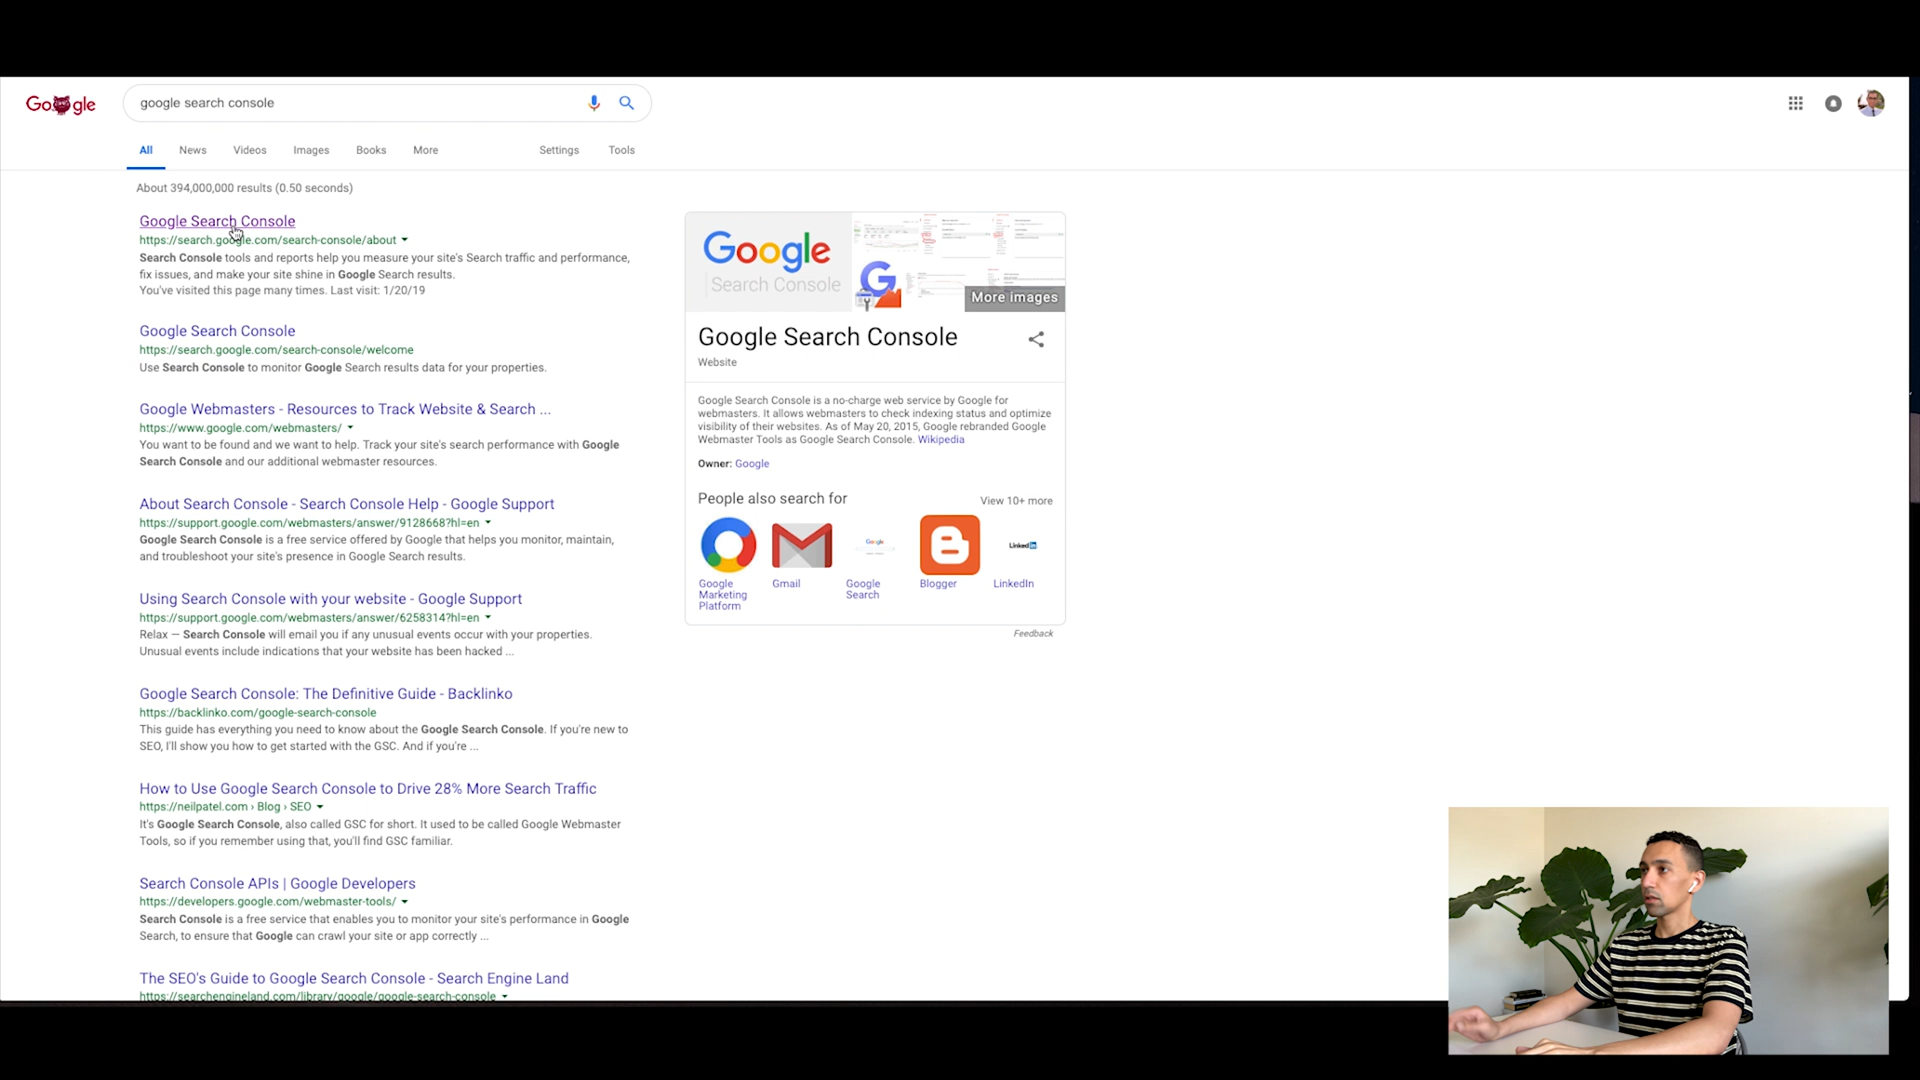 Google
google search console
All
News
Videos
Images
Books
More
Settings
Tools
About 394,000,000 results (0.50 seconds)
Google Search Console
https://search.google.com/search-console/about
Search Console tools and reports help you measure your site's Search traffic and performance,
fix issues, and make your site shine in Google Search results.
You've visited this page many times. Last visit: 1/20/19
Google Search Console
https://search.google.com/search-console/welcome
Use Search Console to monitor Google Search results data for your properties.
Google Webmasters - Resources to Track Website & Search ...
https://www.google.com/webmasters/
You want to be found and we want to help. Track your site's search performance with Google
Search Console and our additional webmaster resources.
About Search Console - Search Console Help - Google Support
https://support.google.com/webmasters/answer/9128668?hl=en
Google Search Console is a free service offered by Google that helps you monitor, maintain,
and troubleshoot your site's presence in Google Search results.
Using Search Console with your website - Google Support
https://support.google.com/webmasters/answer/6258314?hl=en
Relax — Search Console will email you if any unusual events occur with your properties.
Unusual events include indications that your website has been hacked ...
Google Search Console: The Definitive Guide - Backlinko
https://backlinko.com/google-search-console
This guide has everything you need to know about the Google Search Console. If you're new to
SEO, I'll show you how to get started with the GSC. And if you're ...
How to Use Google Search Console to Drive 28% More Search Traffic
https://neilpatel.com › Blog › SEO
It's Google Search Console, also called GSC for short. It used to be called Google Webmaster
Tools, so if you remember using that, you'll find GSC familiar.
Search Console APIs | Google Developers
https://developers.google.com/webmaster-tools/
Search Console is a free service that enables you to monitor your site's performance in Google
Search, to ensure that Google can crawl your site or app correctly ...
The SEO's Guide to Google Search Console - Search Engine Land
https://searchengineland.com/library/google/google-search-console
Google
Search Console
More images
Google Search Console
Website
Google Search Console is a no-charge web service by Google for
webmasters. It allows webmasters to check indexing status and optimize
visibility of their websites. As of May 20, 2015, Google rebranded Google
Webmaster Tools as Google Search Console. Wikipedia
Owner: Google
People also search for
View 10+ more
Google
Linked in
Google
Marketing
Platform
Gmail
Google
Search
Blogger
LinkedIn
Feedback